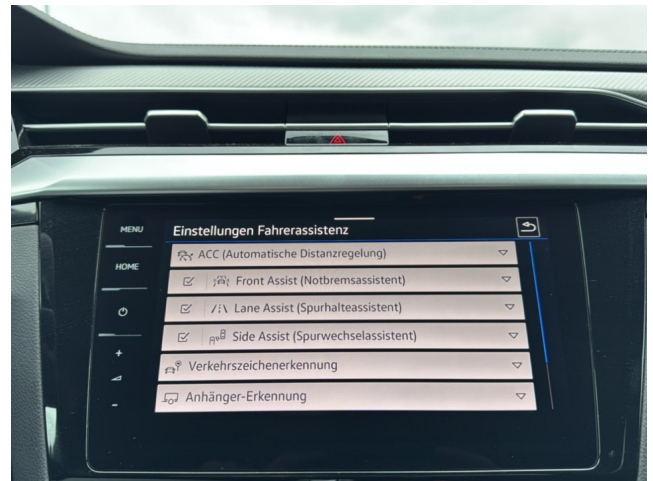 MENU
HOME
Einstellungen Fahrerassistenz
ACC (Automatische Distanzregelung)
Front Assist (Notbremsassistent)
Lane Assist (Spurhalteassistent)
Side Assist (Spurwechselassistent)
Verkehrszeichenerkennung
Anhänger-Erkennung
+
-